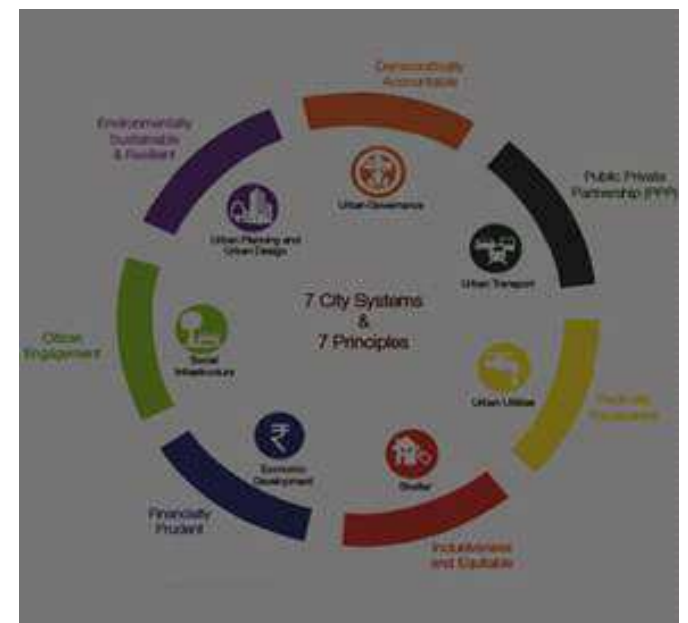 Democratically
Accountable
Environmentally
Sustainable
& Resilient
Public Private
Partnership (PPP)
Urban Governance
Urban Planning and
Urban Design
Urban Transport
7 City Systems
&
7 Principles
Citizen
Engagement
Social
Infrastructure
Urban Utilities
Economic
Development
Shelter
Financially
Prudent
Inclusiveness
and Equitable